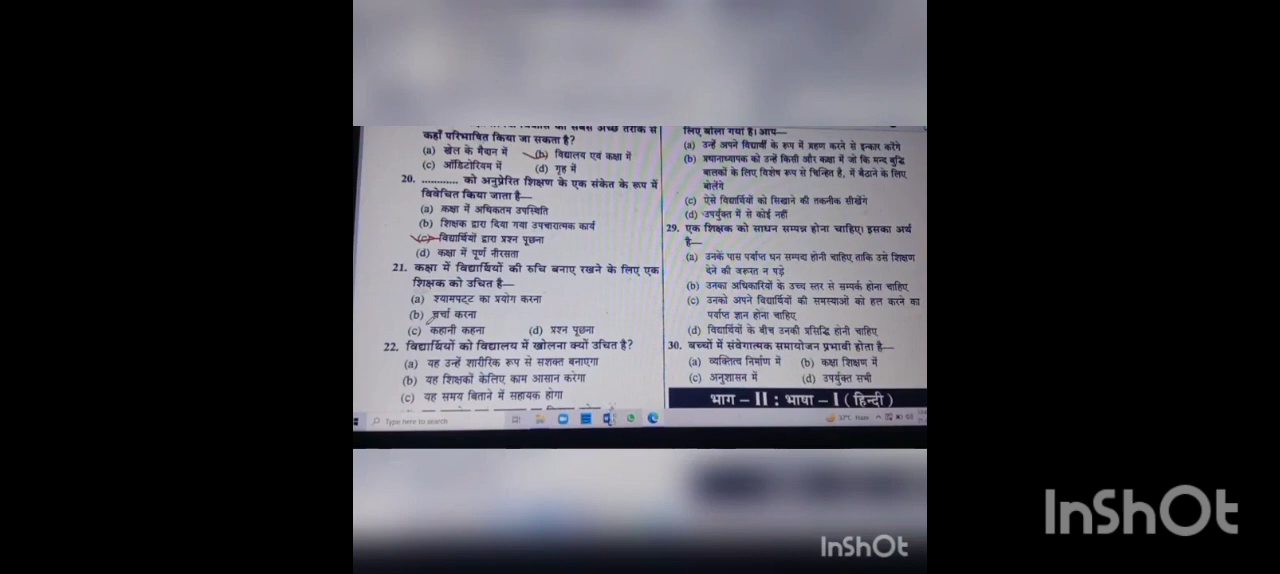 सबसे अच्छे तरीके से
कहाँ परिभाषित किया जा सकता है?
(a) खेल के मैदान में (b) विद्यालय एवं कक्षा में
(c) ऑडिटोरियम में (d) गृह में
20. ............ को अनुप्रेरित शिक्षण के एक संकेत के रूप में
विवेचित किया जाता है—
(a) कक्षा में अधिकतम उपस्थिति
(b) शिक्षक द्वारा दिया गया उपचारात्मक कार्य
(c) विद्यार्थियों द्वारा प्रश्न पूछना
(d) कक्षा में पूर्ण नीरसता
21. कक्षा में विद्यार्थियों की रुचि बनाए रखने के लिए एक
शिक्षक को उचित है—
(a) श्यामपट्ट का प्रयोग करना
(b) चर्चा करना
(c) कहानी कहना (d) प्रश्न पूछना
22. विद्यार्थियों को विद्यालय में खेलना क्यों उचित है?
(a) यह उन्हें शारीरिक रूप से सशक्त बनाएगा
(b) यह शिक्षकों केलिए काम आसान करेगा
(c) यह समय बिताने में सहायक होगा
लिए बोला गया है। आप—
(a) उन्हें अपने विद्यार्थी के रूप में ग्रहण करने से इन्कार करेंगे
(b) प्रधानाध्यापक को उन्हें किसी और कक्षा में जो कि मन्द बुद्धि
बालकों के लिए विशेष रूप से चिन्हित है, में बैठाने के लिए
बोलेंगे
(c) ऐसे विद्यार्थियों को सिखाने की तकनीक सीखेंगे
(d) उपर्युक्त में से कोई नहीं
29. एक शिक्षक को साधन सम्पन्न होना चाहिए। इसका अर्थ
है—
(a) उनके पास पर्याप्त धन सम्पदा होनी चाहिए ताकि उसे शिक्षण
देने की जरूरत न पड़े
(b) उनका अधिकारियों के उच्च स्तर से सम्पर्क होना चाहिए
(c) उनको अपने विद्यार्थियों की समस्याओं को हल करने का
पर्याप्त ज्ञान होना चाहिए
(d) विद्यार्थियों के बीच उनकी प्रसिद्धि होनी चाहिए
30. बच्चों में संवेगात्मक समायोजन प्रभावी होता है—
(a) व्यक्तित्व निर्माण में (b) कक्षा शिक्षण में
(c) अनुशासन में (d) उपर्युक्त सभी
भाग – II : भाषा – I ( हिन्दी )
Type here to search
37°C Haze
InShOt
InShOt